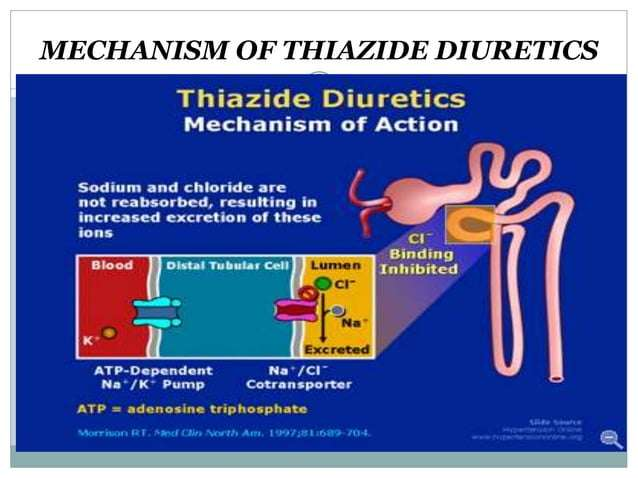 MECHANISM OF THIAZIDE DIURETICS
Thiazide Diuretics
Mechanism of Action
Sodium and chloride are
not reabsorbed, resulting in
increased excretion of these
ions
Cl⁻
Binding
Inhibited
Blood
Distal Tubular Cell
Lumen
Cl⁻
Na⁺
K⁺
Excreted
ATP-Dependent
Na⁺/K⁺ Pump
Na⁺/Cl⁻
Cotransporter
ATP = adenosine triphosphate
Morrison RT. Med Clin North Am. 1997;81:689-704.
Slide Source
Hypertension Online
www.hypertensiononline.org